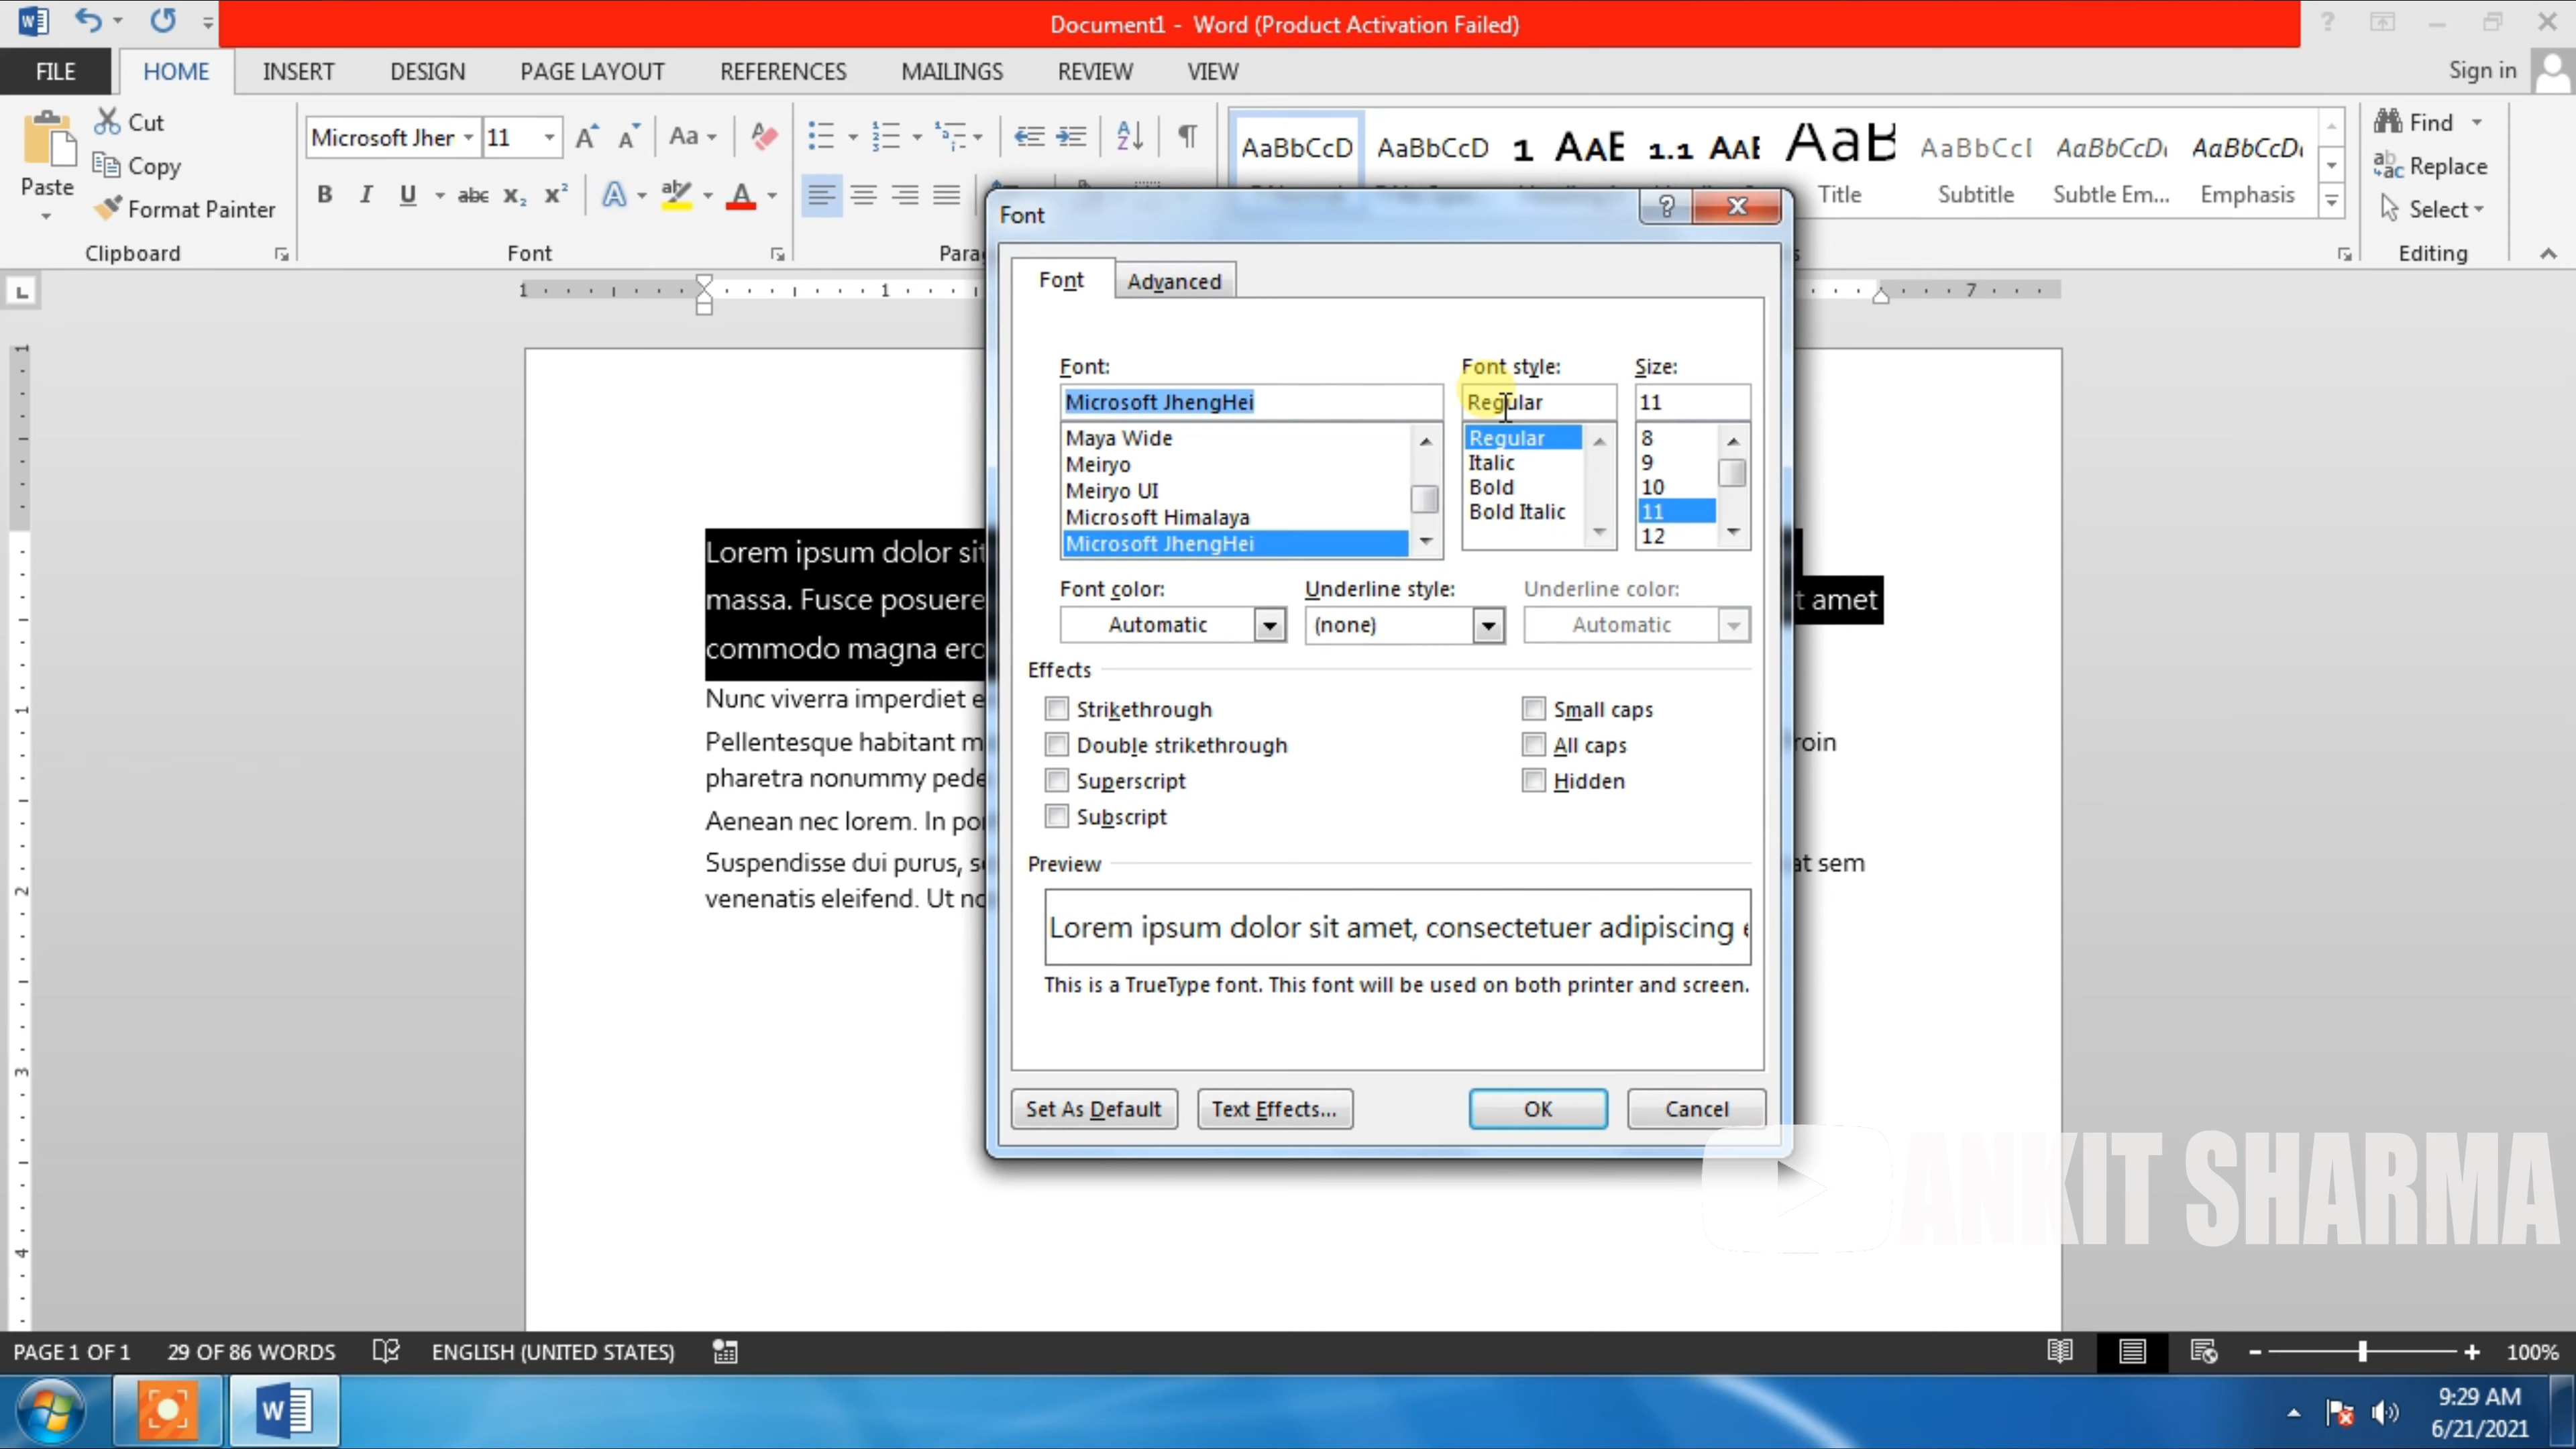 Document1 - Word (Product Activation Failed)
FILE HOME INSERT DESIGN PAGE LAYOUT REFERENCES MAILINGS REVIEW VIEW Sign in
Paste
Cut
Copy
Format Painter
Clipboard
Microsoft Jher 11
Font
AaBbCcD AaBbCcD 1 AAE 1.1 AAE AaB AaBbCcI AaBbCcD AaBbCcD
Title Subtitle Subtle Em... Emphasis
Find
Replace
Select
Editing
Font
Font Advanced
Font:
Microsoft JhengHei
Maya Wide
Meiryo
Meiryo UI
Microsoft Himalaya
Microsoft JhengHei
Font style:
Regular
Regular
Italic
Bold
Bold Italic
Size:
11
8
9
10
11
12
Font color: Underline style: Underline color:
Automatic (none) Automatic
Effects
Strikethrough
Double strikethrough
Superscript
Subscript
Small caps
All caps
Hidden
Preview
Lorem ipsum dolor sit amet, consectetuer adipiscing
This is a TrueType font. This font will be used on both printer and screen.
Set As Default Text Effects... OK Cancel
Lorem ipsum dolor sit
massa. Fusce posuere t amet
commodo magna
Nunc viverra imperdiet
Pellentesque habitant roin
pharetra nonummy pede
Aenean nec lorem. In
Suspendisse dui purus, at sem
venenatis eleifend. Ut
ANKIT SHARMA
PAGE 1 OF 1 29 OF 86 WORDS ENGLISH (UNITED STATES) 100%
9:29 AM
6/21/2021